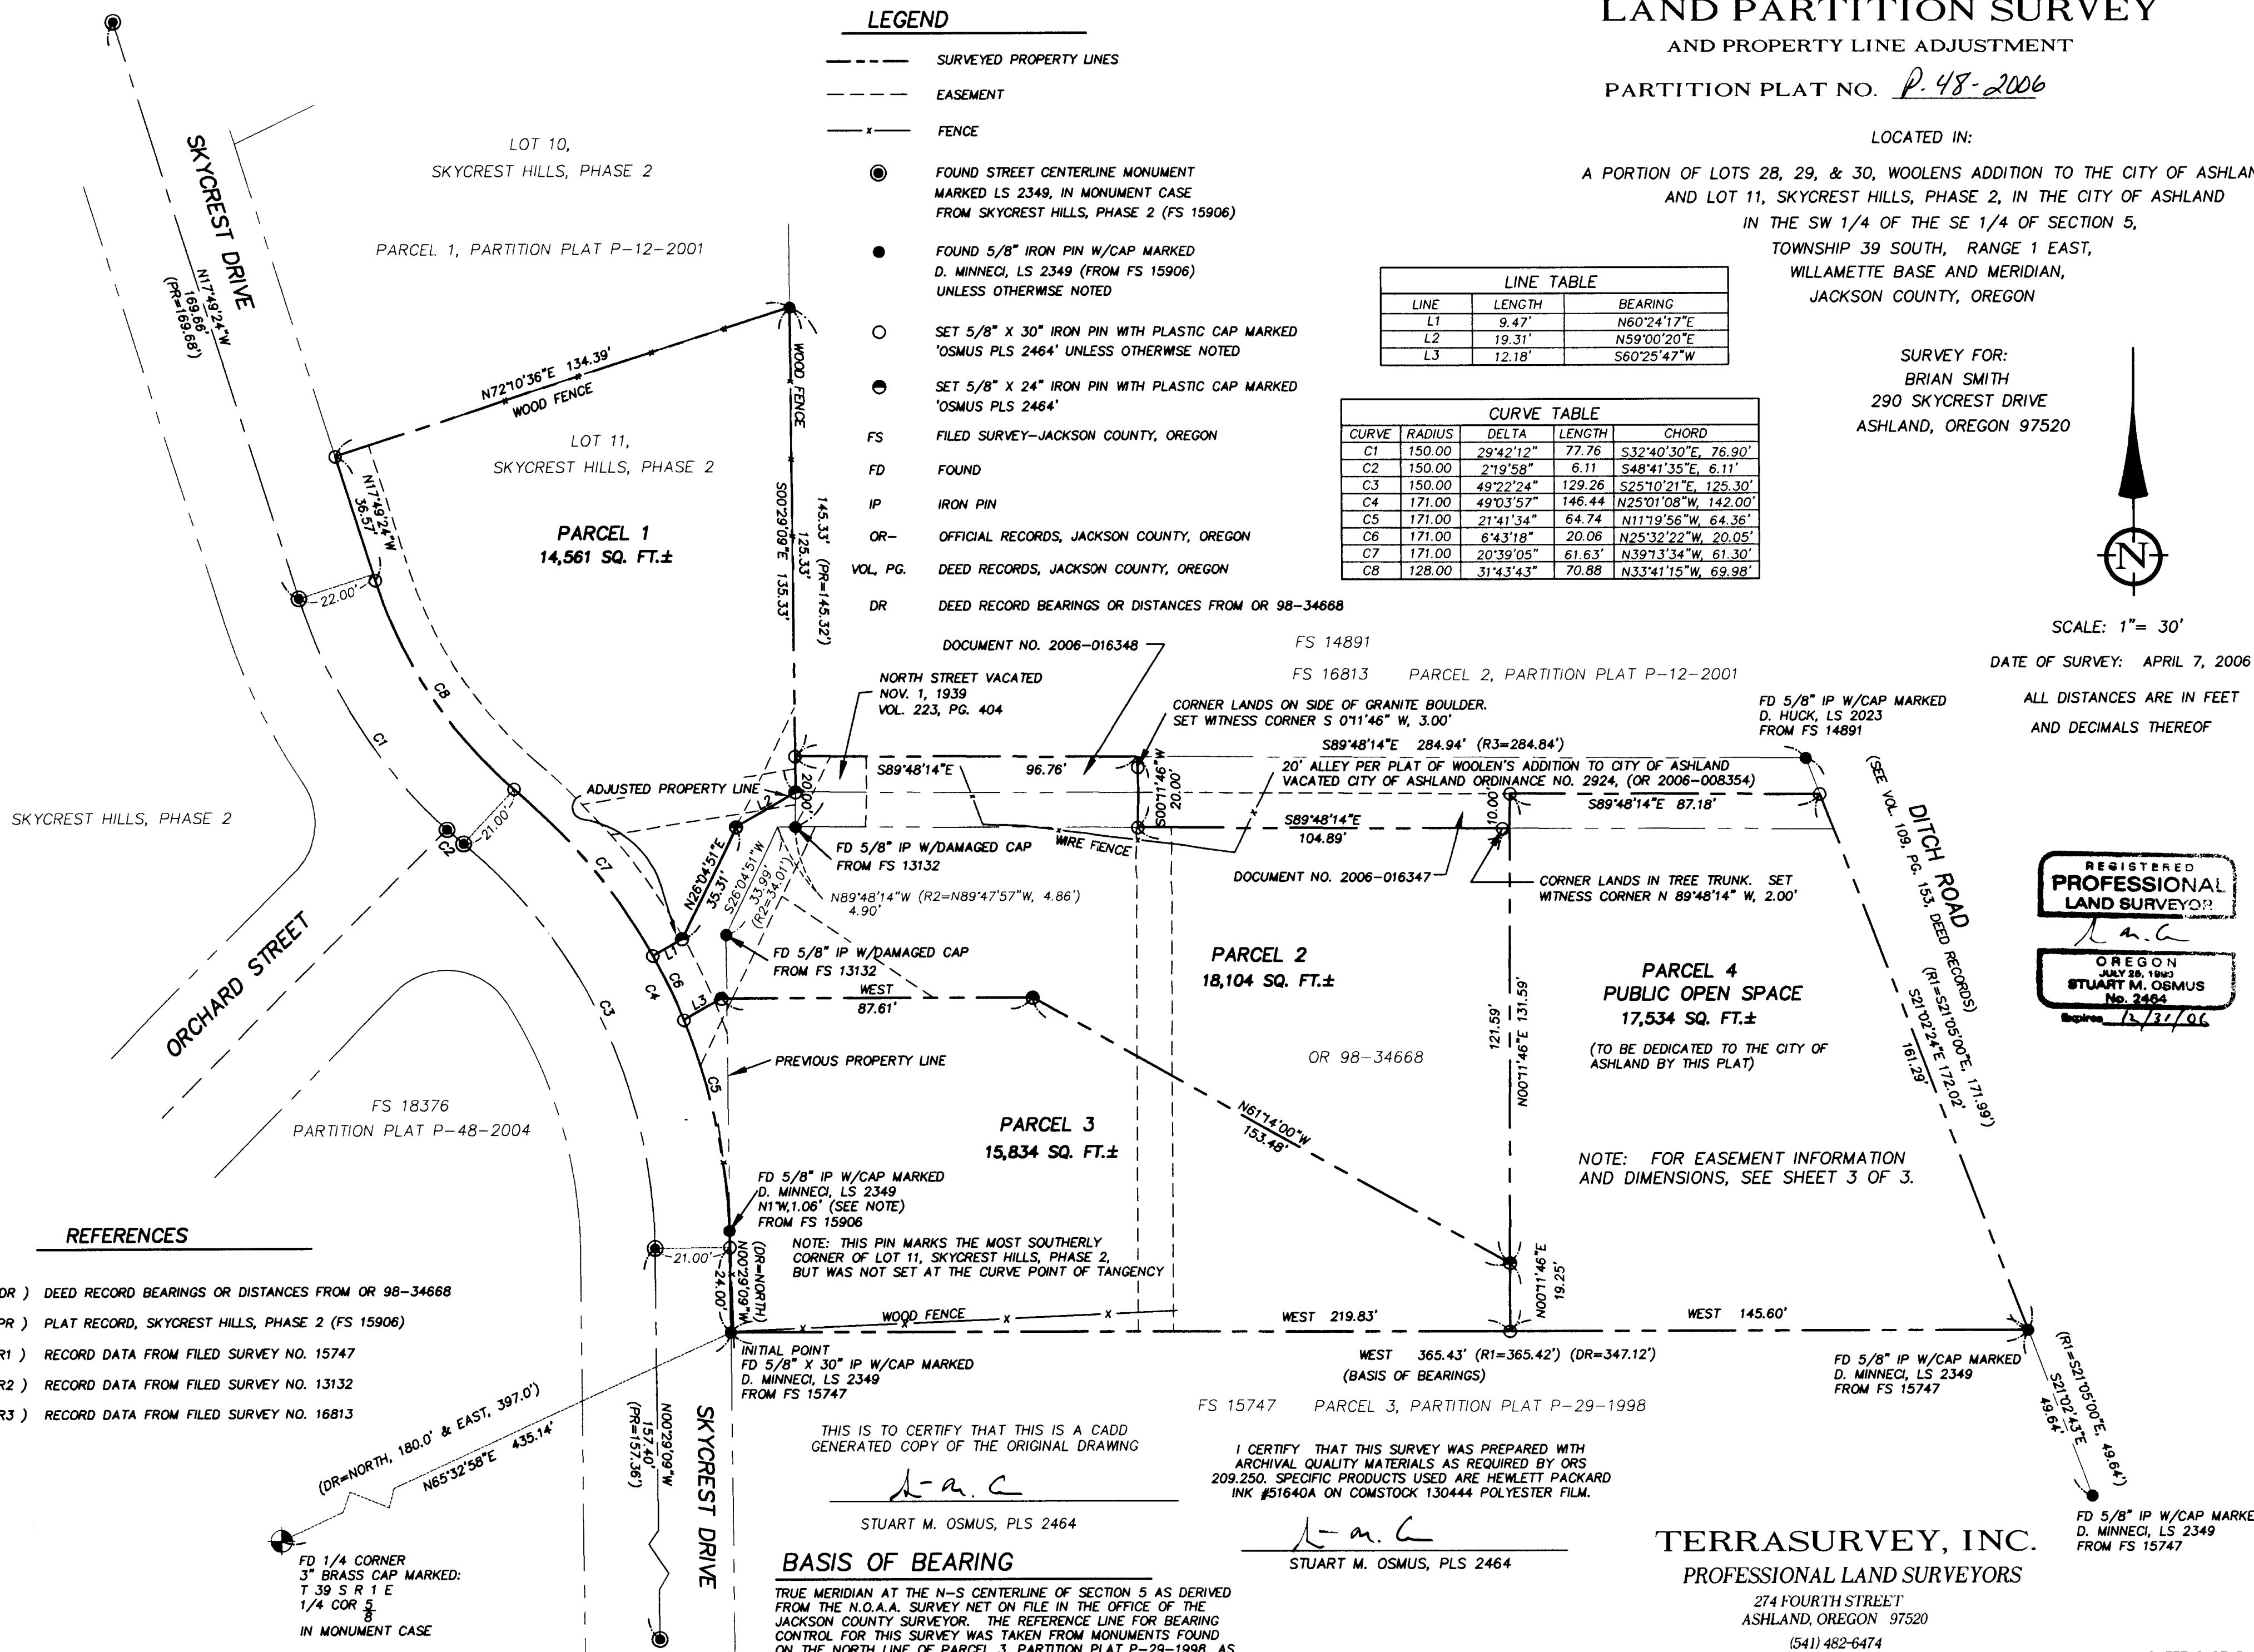 LAND PARTITION SURVEY
AND PROPERTY LINE ADJUSTMENT
PARTITION PLAT NO. P-48-2006
LOCATED IN:
A PORTION OF LOTS 28, 29, & 30, WOOLENS ADDITION TO THE CITY OF ASHLAN
AND LOT 11, SKYCREST HILLS, PHASE 2, IN THE CITY OF ASHLAND
IN THE SW 1/4 OF THE SE 1/4 OF SECTION 5,
TOWNSHIP 39 SOUTH, RANGE 1 EAST,
WILLAMETTE BASE AND MERIDIAN,
JACKSON COUNTY, OREGON
SURVEY FOR:
BRIAN SMITH
290 SKYCREST DRIVE
ASHLAND, OREGON 97520
N
SCALE: 1"= 30'
DATE OF SURVEY: APRIL 7, 2006
ALL DISTANCES ARE IN FEET
AND DECIMALS THEREOF
LEGEND
SURVEYED PROPERTY LINES
EASEMENT
FENCE
FOUND STREET CENTERLINE MONUMENT
MARKED LS 2349, IN MONUMENT CASE
FROM SKYCREST HILLS, PHASE 2 (FS 15906)
FOUND 5/8" IRON PIN W/CAP MARKED
D. MINNECI, LS 2349 (FROM FS 15906)
UNLESS OTHERWISE NOTED
SET 5/8" X 30" IRON PIN WITH PLASTIC CAP MARKED
'OSMUS PLS 2464' UNLESS OTHERWISE NOTED
SET 5/8" X 24" IRON PIN WITH PLASTIC CAP MARKED
'OSMUS PLS 2464'
FS FILED SURVEY-JACKSON COUNTY, OREGON
FD FOUND
IP IRON PIN
OR- OFFICIAL RECORDS, JACKSON COUNTY, OREGON
VOL, PG. DEED RECORDS, JACKSON COUNTY, OREGON
DR DEED RECORD BEARINGS OR DISTANCES FROM OR 98-34668
LINE TABLE
LINE LENGTH BEARING
L1 9.47' N60°24'17"E
L2 19.31' N59°00'20"E
L3 12.18' S60°25'47"W
CURVE TABLE
CURVE RADIUS DELTA LENGTH CHORD
C1 150.00 29°42'12" 77.76 S32°40'30"E, 76.90'
C2 150.00 2°19'58" 6.11 S48°41'35"E, 6.11'
C3 150.00 49°22'24" 129.26 S25°10'21"E, 125.30'
C4 171.00 49°03'57" 146.44 N25°01'08"W, 142.00'
C5 171.00 21°41'34" 64.74 N11°19'56"W, 64.36'
C6 171.00 6°43'18" 20.06 N25°32'22"W, 20.05'
C7 171.00 20°39'05" 61.63' N39°13'34"W, 61.30'
C8 128.00 31°43'43" 70.88 N33°41'15"W, 69.98'
SKYCREST DRIVE
N17°49'24"W
169.66'
(PR=169.68')
LOT 10,
SKYCREST HILLS, PHASE 2
PARCEL 1, PARTITION PLAT P-12-2001
N72°10'36"E 134.39'
WOOD FENCE
WOOD FENCE
LOT 11,
SKYCREST HILLS, PHASE 2
N17°49'24"W
36.57'
PARCEL 1
14,561 SQ. FT.±
S00°29'09"E 135.33'
125.33'
145.33' (PR=145.32')
22.00'
C8
C1
DOCUMENT NO. 2006-016348
FS 14891
FS 16813 PARCEL 2, PARTITION PLAT P-12-2001
NORTH STREET VACATED
NOV. 1, 1939
VOL. 223, PG. 404
CORNER LANDS ON SIDE OF GRANITE BOULDER.
SET WITNESS CORNER S 0°11'46" W, 3.00'
FD 5/8" IP W/CAP MARKED
D. HUCK, LS 2023
FROM FS 14891
S89°48'14"E 284.94' (R3=284.84')
S89°48'14"E 96.76'
20' ALLEY PER PLAT OF WOOLEN'S ADDITION TO CITY OF ASHLAND
VACATED CITY OF ASHLAND ORDINANCE NO. 2924, (OR 2006-008354)
S00°11'46"W
20.00'
20.00'
10.00'
S89°48'14"E 87.18'
ADJUSTED PROPERTY LINE
L2
S89°48'14"E
104.89'
WIRE FENCE
SKYCREST HILLS, PHASE 2
21.00'
C2
C7
FD 5/8" IP W/DAMAGED CAP
FROM FS 13132
N26°04'51"E
35.31'
S26°04'51"W
33.99'
(R2=34.01')
N89°48'14"W (R2=N89°47'57"W, 4.86')
4.90'
DOCUMENT NO. 2006-016347
CORNER LANDS IN TREE TRUNK. SET
WITNESS CORNER N 89°48'14" W, 2.00'
DITCH ROAD
(SEE VOL. 109, PG. 153, DEED RECORDS)
(R1=S21°05'00"E, 171.99')
S21°02'24"E 172.02'
161.29'
REGISTERED
PROFESSIONAL
LAND SURVEYOR
OREGON
JULY 25, 1990
STUART M. OSMUS
No. 2464
Expires 12/31/06
L1
FD 5/8" IP W/DAMAGED CAP
FROM FS 13132
C6
C4
L3
WEST
87.61'
PARCEL 2
18,104 SQ. FT.±
PARCEL 4
PUBLIC OPEN SPACE
17,534 SQ. FT.±
(TO BE DEDICATED TO THE CITY OF
ASHLAND BY THIS PLAT)
121.59'
N00°11'46"E 131.59'
OR 98-34668
ORCHARD STREET
C3
PREVIOUS PROPERTY LINE
C5
FS 18376
PARTITION PLAT P-48-2004
PARCEL 3
15,834 SQ. FT.±
N61°14'00"W
153.48'
NOTE: FOR EASEMENT INFORMATION
AND DIMENSIONS, SEE SHEET 3 OF 3.
FD 5/8" IP W/CAP MARKED
D. MINNECI, LS 2349
N1°W,1.06' (SEE NOTE)
FROM FS 15906
NOTE: THIS PIN MARKS THE MOST SOUTHERLY
CORNER OF LOT 11, SKYCREST HILLS, PHASE 2,
BUT WAS NOT SET AT THE CURVE POINT OF TANGENCY
21.00'
24.00'
N00°29'09"W
(DR=NORTH)
N00°11'46"E
19.25'
WOOD FENCE
WEST 219.83'
WEST 145.60'
REFERENCES
DR ) DEED RECORD BEARINGS OR DISTANCES FROM OR 98-34668
PR ) PLAT RECORD, SKYCREST HILLS, PHASE 2 (FS 15906)
R1 ) RECORD DATA FROM FILED SURVEY NO. 15747
R2 ) RECORD DATA FROM FILED SURVEY NO. 13132
R3 ) RECORD DATA FROM FILED SURVEY NO. 16813
INITIAL POINT
FD 5/8" X 30" IP W/CAP MARKED
D. MINNECI, LS 2349
FROM FS 15747
WEST 365.43' (R1=365.42') (DR=347.12')
(BASIS OF BEARINGS)
FD 5/8" IP W/CAP MARKED
D. MINNECI, LS 2349
FROM FS 15747
(R1=S21°05'00"E, 49.64')
S21°02'43"E
49.64'
FS 15747 PARCEL 3, PARTITION PLAT P-29-1998
(DR=NORTH, 180.0' & EAST, 397.0')
N65°32'58"E 435.14'
N00°29'09"W
157.40'
(PR=157.36')
SKYCREST DRIVE
THIS IS TO CERTIFY THAT THIS IS A CADD
GENERATED COPY OF THE ORIGINAL DRAWING
STUART M. OSMUS, PLS 2464
I CERTIFY THAT THIS SURVEY WAS PREPARED WITH
ARCHIVAL QUALITY MATERIALS AS REQUIRED BY ORS
209.250. SPECIFIC PRODUCTS USED ARE HEWLETT PACKARD
INK #51640A ON COMSTOCK 130444 POLYESTER FILM.
STUART M. OSMUS, PLS 2464
FD 5/8" IP W/CAP MARKE
D. MINNECI, LS 2349
FROM FS 15747
FD 1/4 CORNER
3" BRASS CAP MARKED:
T 39 S R 1 E
1/4 COR 5/8
IN MONUMENT CASE
BASIS OF BEARING
TRUE MERIDIAN AT THE N-S CENTERLINE OF SECTION 5 AS DERIVED
FROM THE N.O.A.A. SURVEY NET ON FILE IN THE OFFICE OF THE
JACKSON COUNTY SURVEYOR. THE REFERENCE LINE FOR BEARING
CONTROL FOR THIS SURVEY WAS TAKEN FROM MONUMENTS FOUND
ON THE NORTH LINE OF PARCEL 3, PARTITION PLAT P-29-1998, AS
TERRASURVEY, INC.
PROFESSIONAL LAND SURVEYORS
274 FOURTH STREET
ASHLAND, OREGON 97520
(541) 482-6474